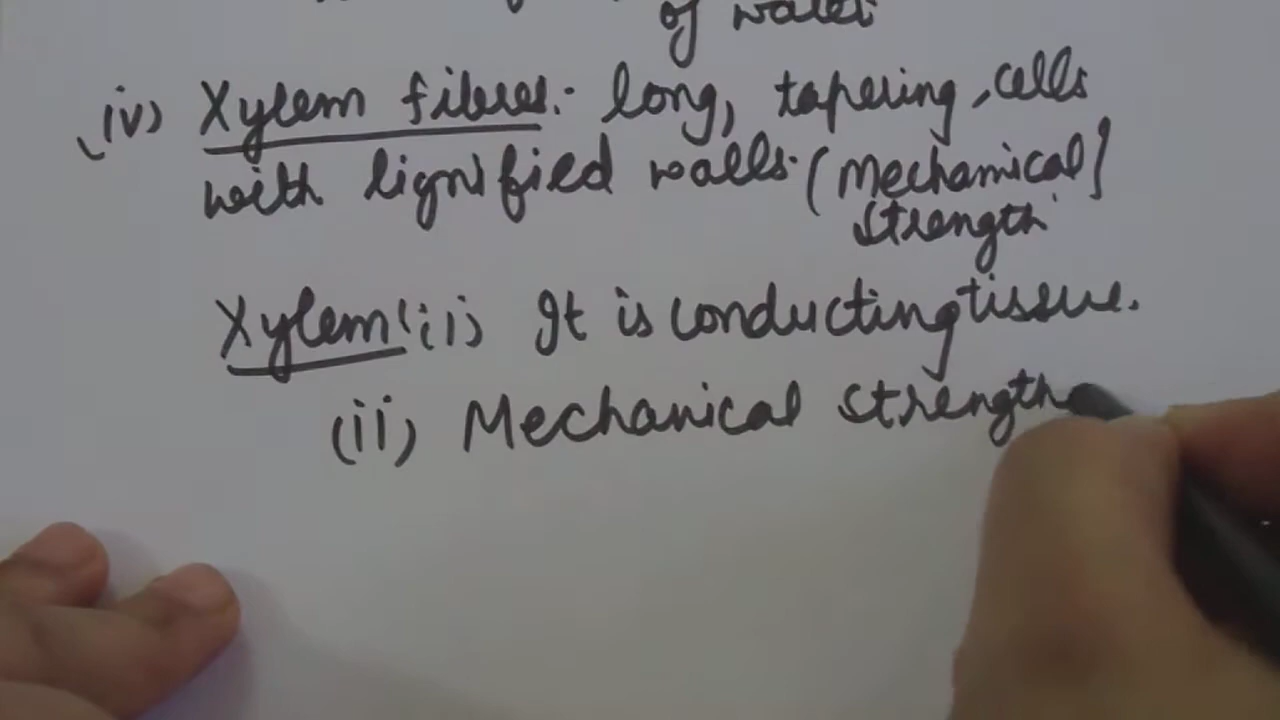 of water
(iv) Xylem fibres:- long, tapering, cells
with lignified walls. (Mechanical
strength)
Xylem: (i) It is conducting tissue.
(ii) Mechanical strength